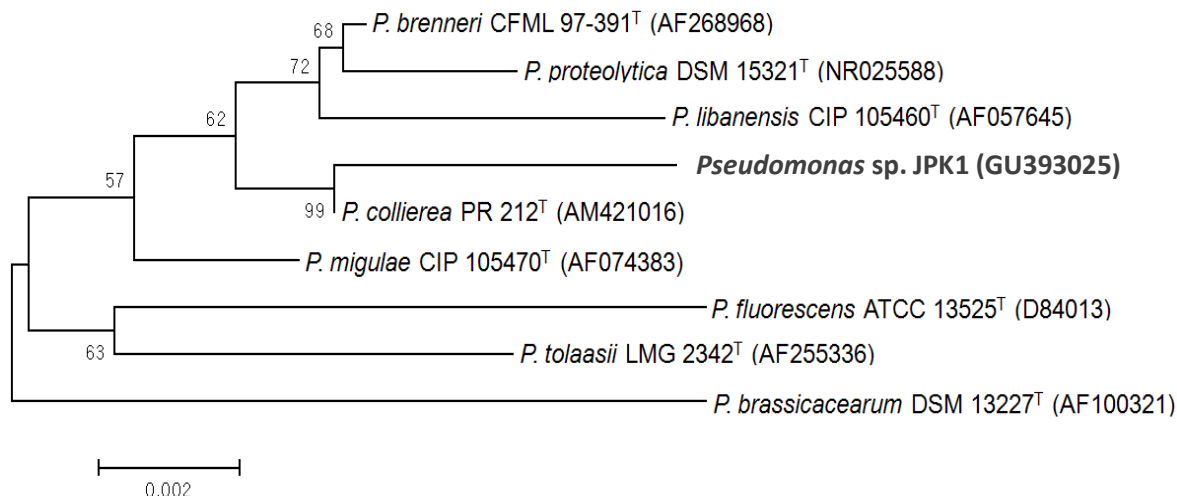 68
P. brenneri CFML 97-391ᵀ (AF268968)
72
P. proteolytica DSM 15321ᵀ (NR025588)
62
P. libanensis CIP 105460ᵀ (AF057645)
Pseudomonas sp. JPK1 (GU393025)
57
99
P. collierea PR 212ᵀ (AM421016)
P. migulae CIP 105470ᵀ (AF074383)
P. fluorescens ATCC 13525ᵀ (D84013)
63
P. tolaasii LMG 2342ᵀ (AF255336)
P. brassicacearum DSM 13227ᵀ (AF100321)
0.002